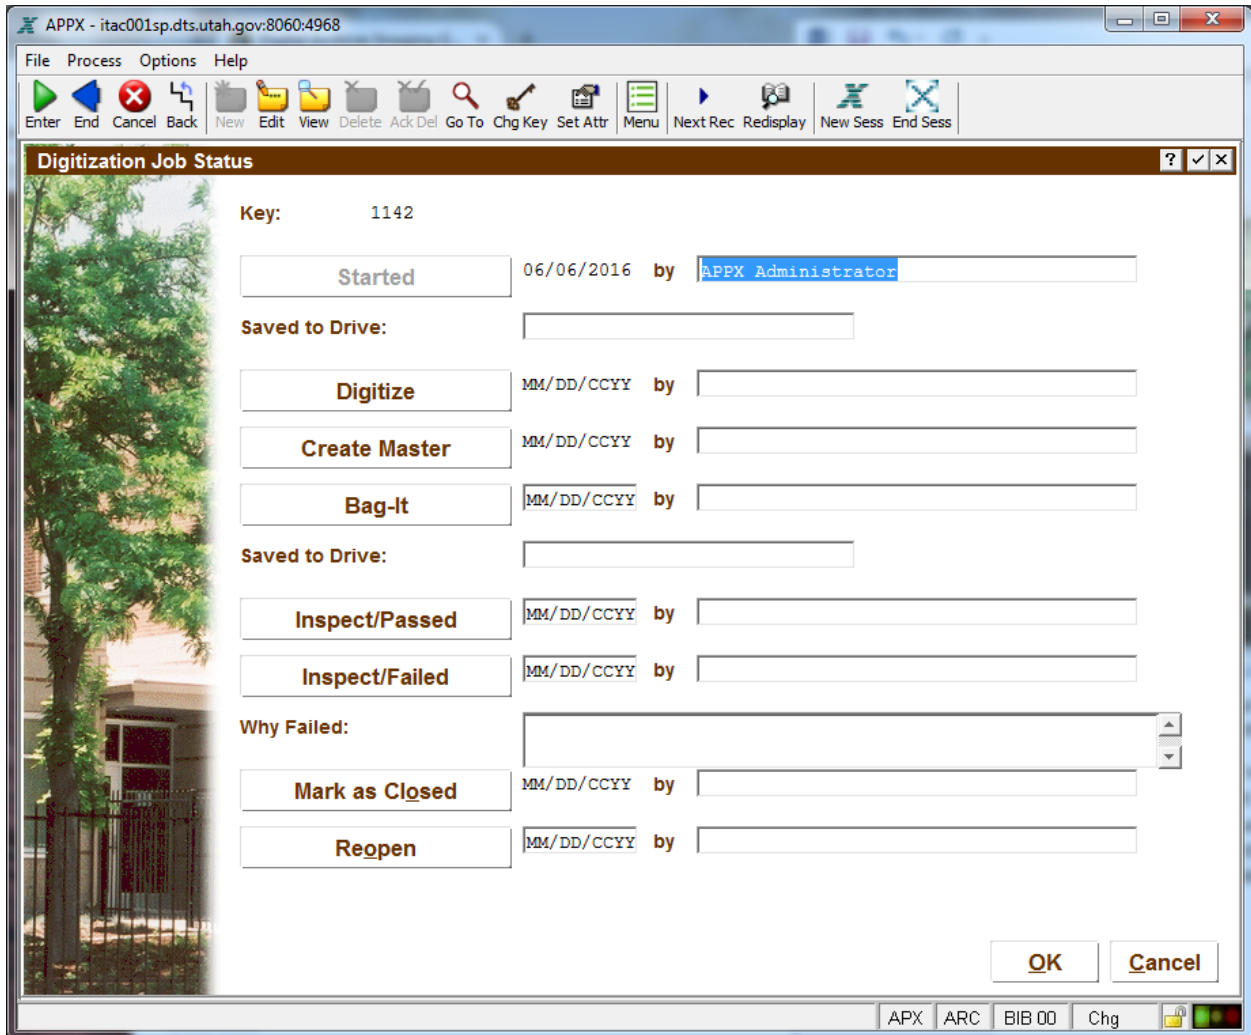 APPX - itac001sp.dts.utah.gov:8060:4968
File Process Options Help
Enter End Cancel Back New Edit View Delete Ack Del Go To Chg Key Set Attr Menu Next Rec Redisplay New Sess End Sess
Digitization Job Status
Key: 1142
Started 06/06/2016 by APPX Administrator
Saved to Drive:
Digitize MM/DD/CCYY by
Create Master MM/DD/CCYY by
Bag-It MM/DD/CCYY by
Saved to Drive:
Inspect/Passed MM/DD/CCYY by
Inspect/Failed MM/DD/CCYY by
Why Failed:
Mark as Closed MM/DD/CCYY by
Reopen MM/DD/CCYY by
OK Cancel
APX ARC BIB 00 Chg